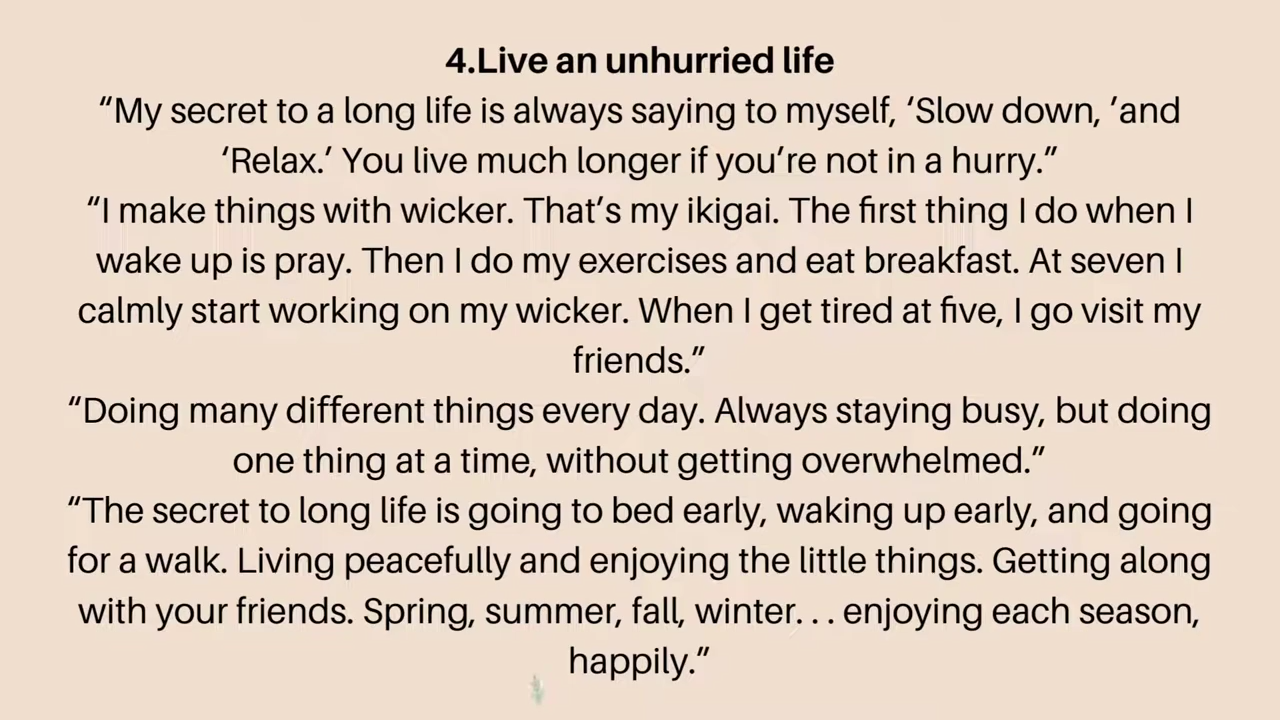 4.Live an unhurried life
“My secret to a long life is always saying to myself, ‘Slow down, ’and
‘Relax.’ You live much longer if you’re not in a hurry.”
“I make things with wicker. That’s my ikigai. The first thing I do when I
wake up is pray. Then I do my exercises and eat breakfast. At seven I
calmly start working on my wicker. When I get tired at five, I go visit my
friends.”
“Doing many different things every day. Always staying busy, but doing
one thing at a time, without getting overwhelmed.”
“The secret to long life is going to bed early, waking up early, and going
for a walk. Living peacefully and enjoying the little things. Getting along
with your friends. Spring, summer, fall, winter. . . enjoying each season,
happily.”